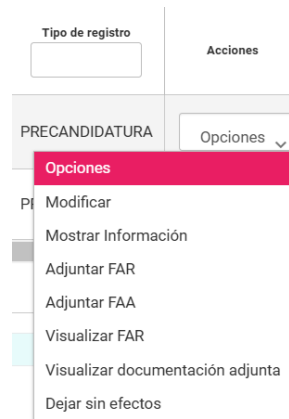 Tipo de registro
Acciones
PRECANDIDATURA
Opciones
Opciones
Modificar
Mostrar Información
Adjuntar FAR
Adjuntar FAA
Visualizar FAR
Visualizar documentación adjunta
Dejar sin efectos